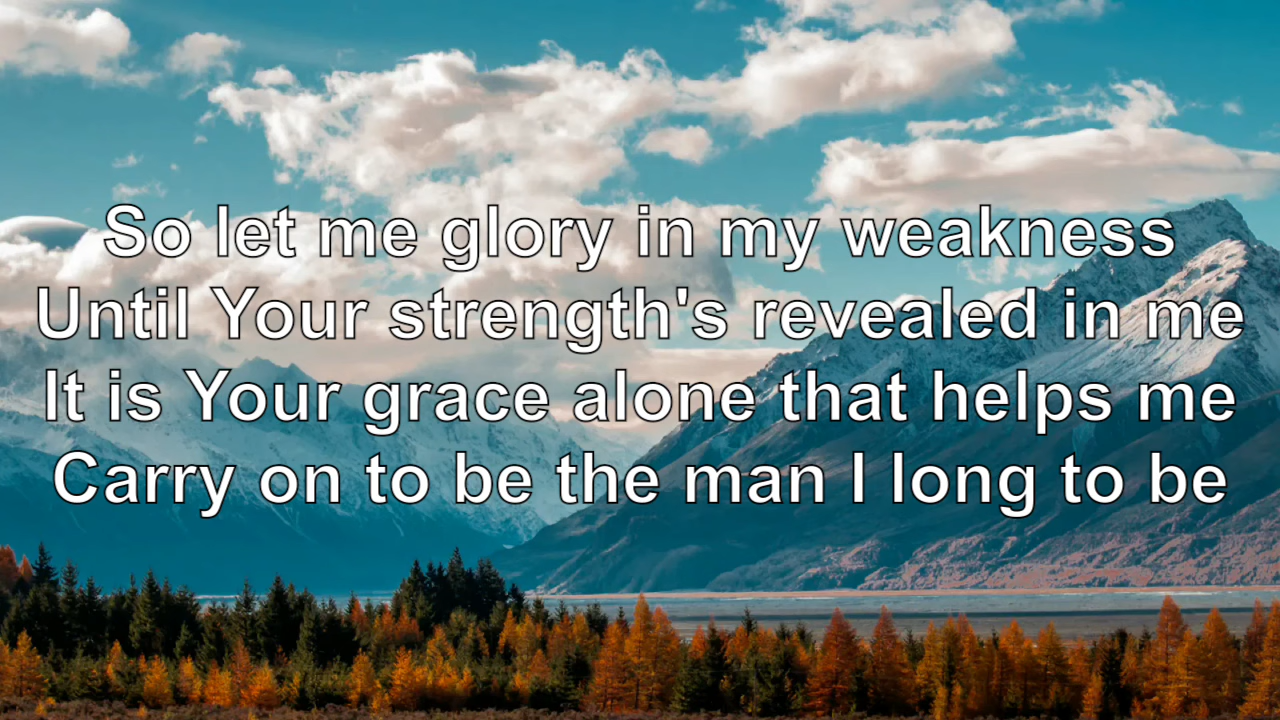 So let me glory in my weakness
Until Your strength's revealed in me
It is Your grace alone that helps me
Carry on to be the man I long to be